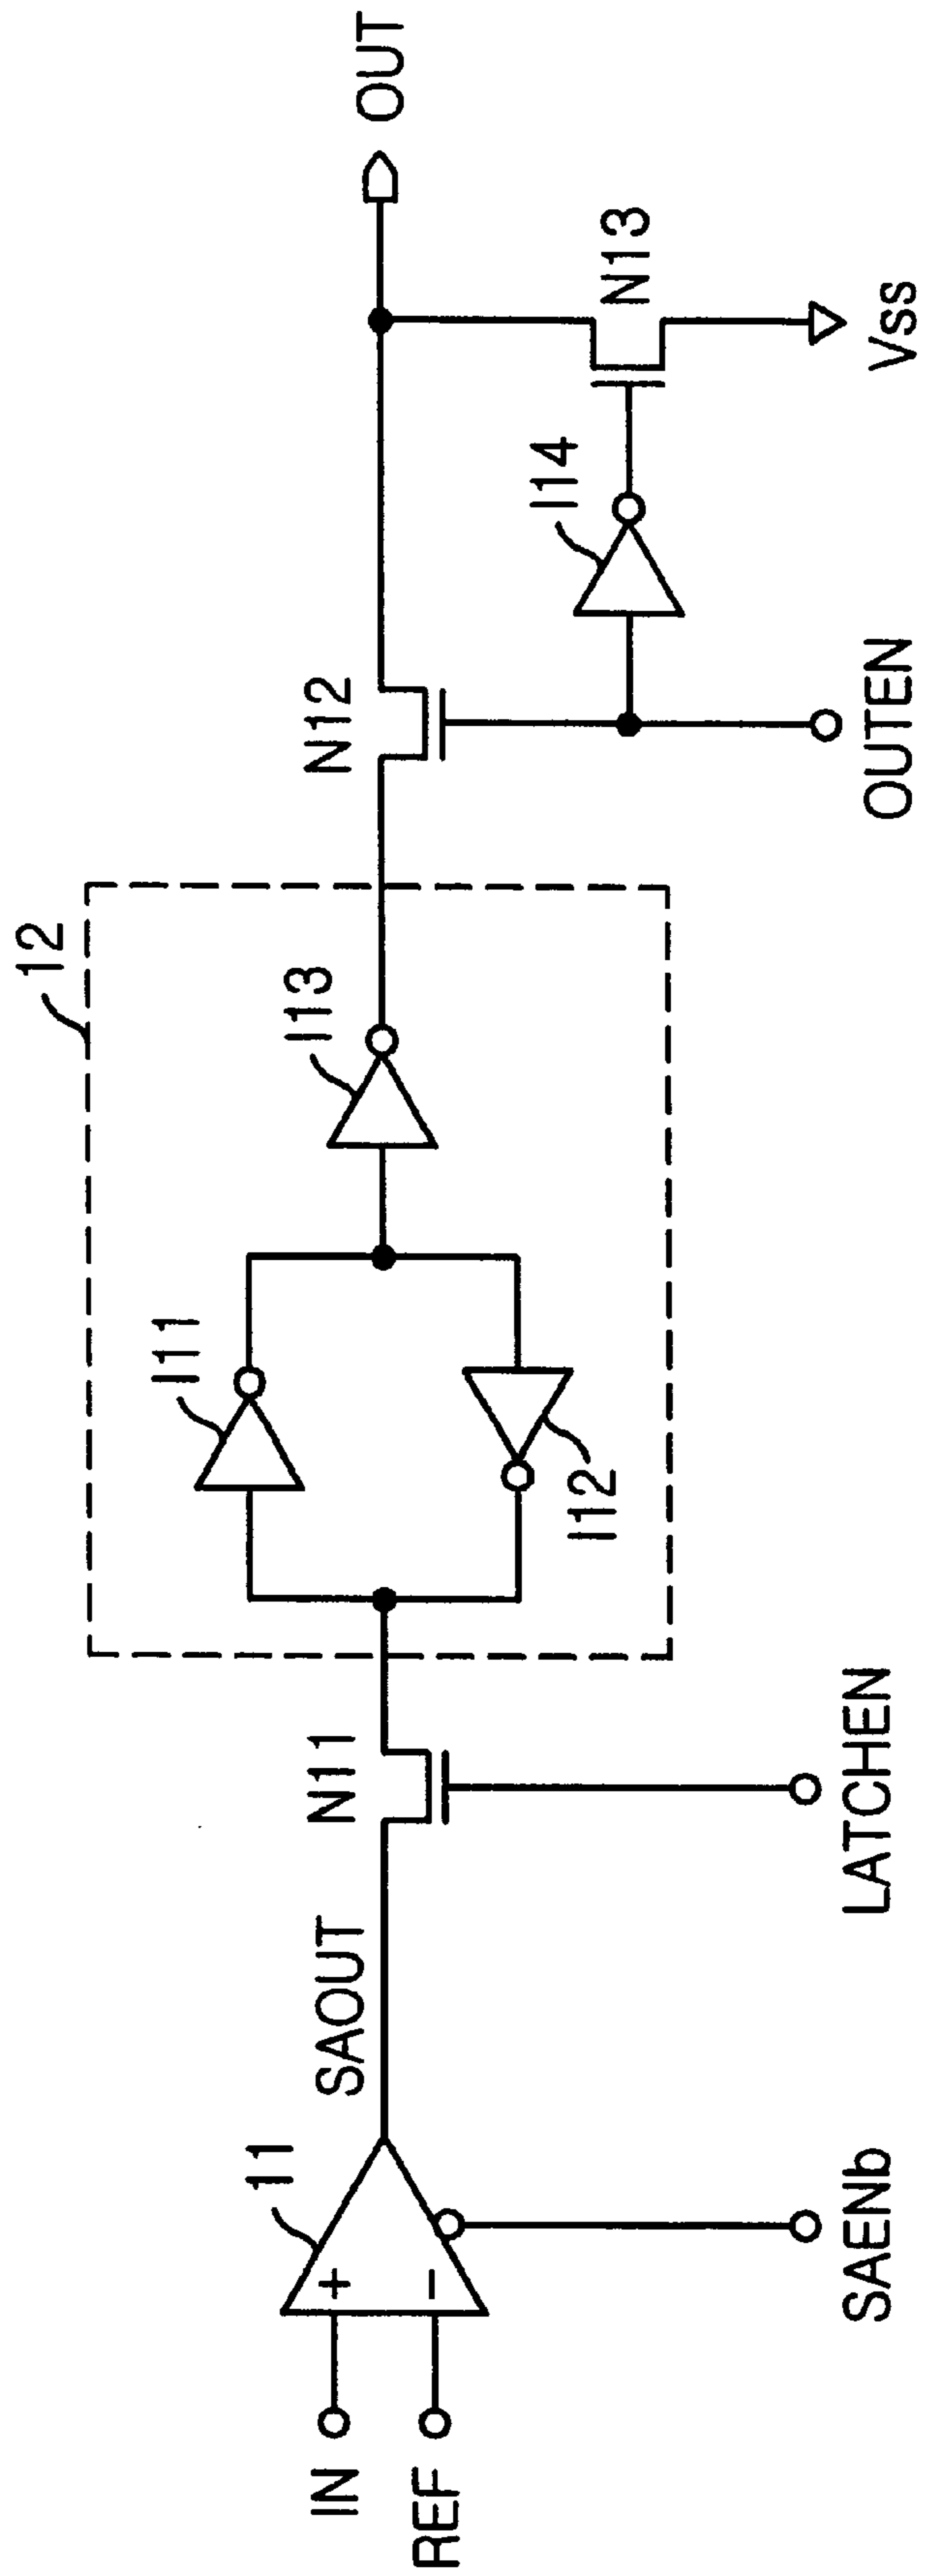 IN
REF
+
−
11
SAENb
SAOUT
N11
LATCHEN
12
I11
I12
I13
N12
OUTEN
I14
N13
Vss
OUT